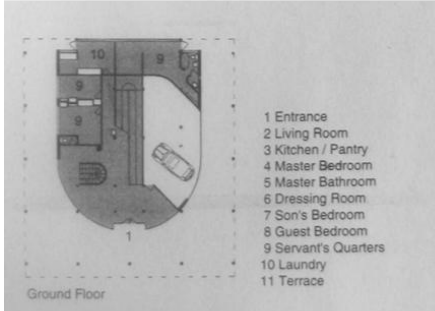 10
9
9
9
1
Ground Floor
1 Entrance
2 Living Room
3 Kitchen / Pantry
4 Master Bedroom
5 Master Bathroom
6 Dressing Room
7 Son's Bedroom
8 Guest Bedroom
9 Servant's Quarters
10 Laundry
11 Terrace